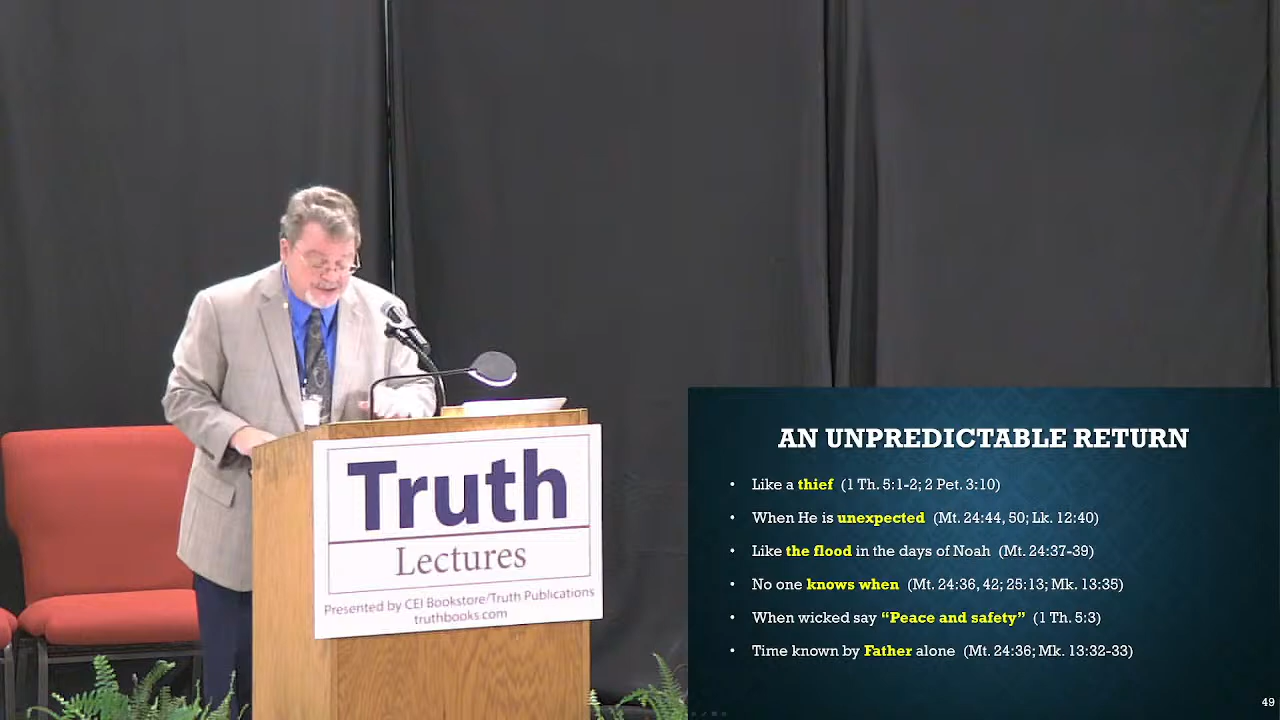 Truth
Lectures
Presented by CEI Bookstore/Truth Publications
truthbooks.com
AN UNPREDICTABLE RETURN
• Like a thief (1 Th. 5:1-2; 2 Pet. 3:10)
• When He is unexpected (Mt. 24:44, 50; Lk. 12:40)
• Like the flood in the days of Noah (Mt. 24:37-39)
• No one knows when (Mt. 24:36, 42; 25:13; Mk. 13:35)
• When wicked say “Peace and safety” (1 Th. 5:3)
• Time known by Father alone (Mt. 24:36; Mk. 13:32-33)
49